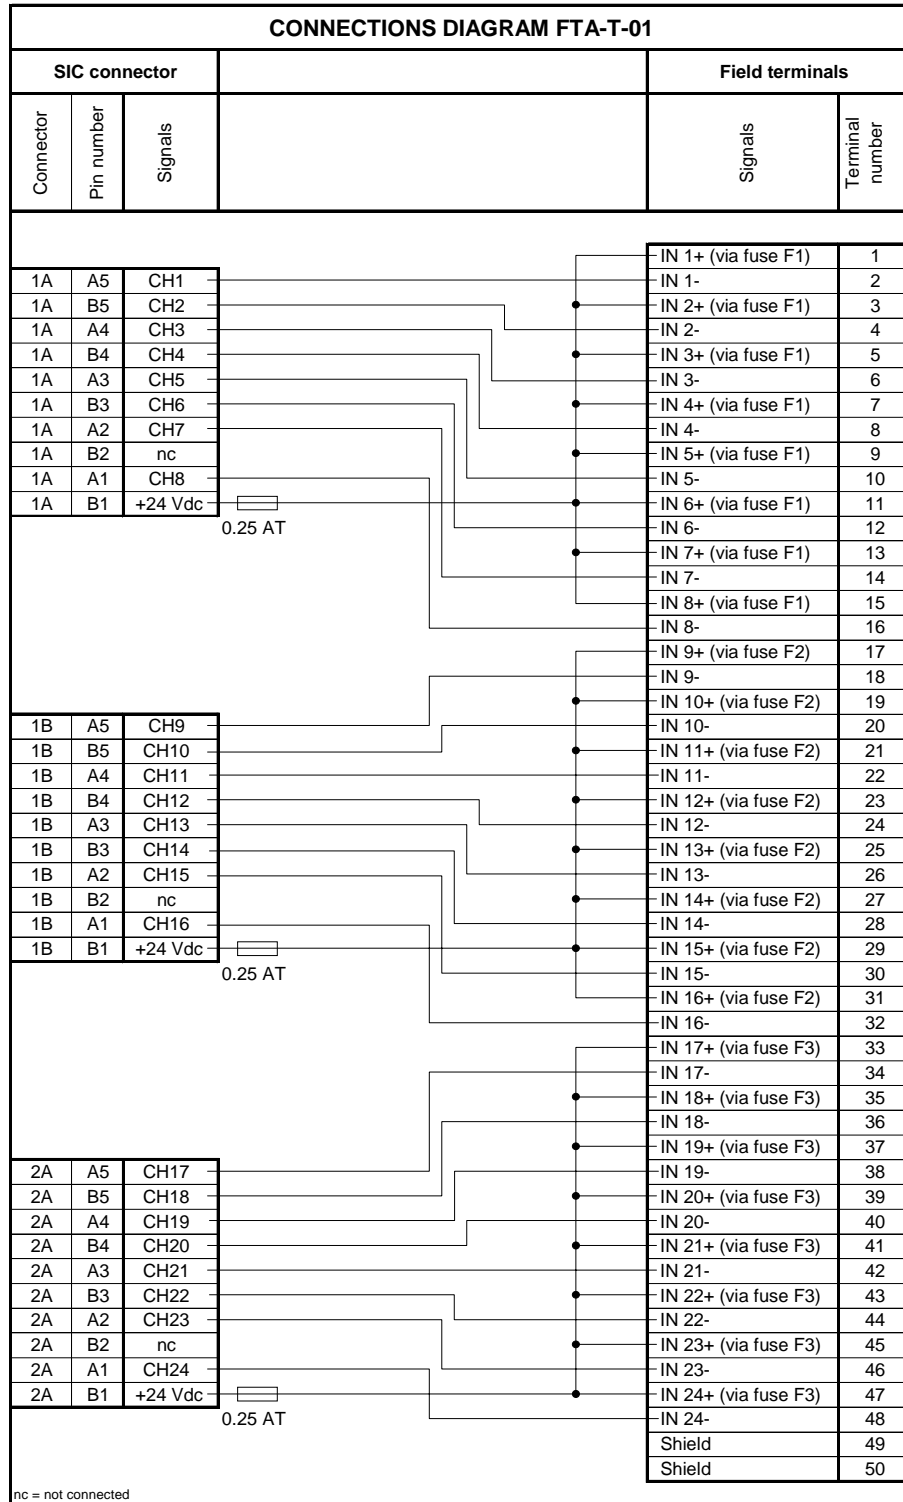 CONNECTIONS DIAGRAM FTA-T-01
SIC connector Field terminals
Connector Pin number Signals Signals Terminal number
IN 1+ (via fuse F1) 1
1A A5 CH1 IN 1- 2
1A B5 CH2 IN 2+ (via fuse F1) 3
1A A4 CH3 IN 2- 4
1A B4 CH4 IN 3+ (via fuse F1) 5
1A A3 CH5 IN 3- 6
1A B3 CH6 IN 4+ (via fuse F1) 7
1A A2 CH7 IN 4- 8
1A B2 nc IN 5+ (via fuse F1) 9
1A A1 CH8 IN 5- 10
1A B1 +24 Vdc IN 6+ (via fuse F1) 11
0.25 AT IN 6- 12
IN 7+ (via fuse F1) 13
IN 7- 14
IN 8+ (via fuse F1) 15
IN 8- 16
IN 9+ (via fuse F2) 17
IN 9- 18
IN 10+ (via fuse F2) 19
1B A5 CH9 IN 10- 20
1B B5 CH10 IN 11+ (via fuse F2) 21
1B A4 CH11 IN 11- 22
1B B4 CH12 IN 12+ (via fuse F2) 23
1B A3 CH13 IN 12- 24
1B B3 CH14 IN 13+ (via fuse F2) 25
1B A2 CH15 IN 13- 26
1B B2 nc IN 14+ (via fuse F2) 27
1B A1 CH16 IN 14- 28
1B B1 +24 Vdc IN 15+ (via fuse F2) 29
0.25 AT IN 15- 30
IN 16+ (via fuse F2) 31
IN 16- 32
IN 17+ (via fuse F3) 33
IN 17- 34
IN 18+ (via fuse F3) 35
IN 18- 36
IN 19+ (via fuse F3) 37
2A A5 CH17 IN 19- 38
2A B5 CH18 IN 20+ (via fuse F3) 39
2A A4 CH19 IN 20- 40
2A B4 CH20 IN 21+ (via fuse F3) 41
2A A3 CH21 IN 21- 42
2A B3 CH22 IN 22+ (via fuse F3) 43
2A A2 CH23 IN 22- 44
2A B2 nc IN 23+ (via fuse F3) 45
2A A1 CH24 IN 23- 46
2A B1 +24 Vdc IN 24+ (via fuse F3) 47
0.25 AT IN 24- 48
Shield 49
Shield 50
nc = not connected